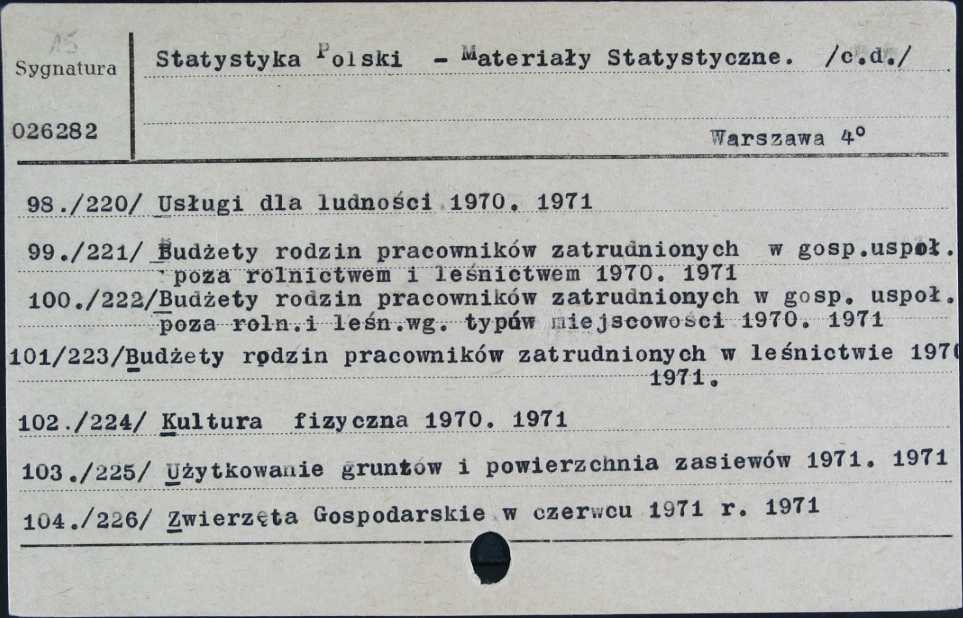 15
Sygnatura
Statystyka Polski - Materiały Statystyczne. /c.d./
026282
Warszawa 4°
98./220/ Usługi dla ludności 1970. 1971
99./221/ Budżety rodzin pracowników zatrudnionych w gosp.uspoł.
poza rolnictwem i leśnictwem 1970. 1971
100./222/Budżety rodzin pracowników zatrudnionych w gosp. uspoł.
poza roln.i leśn.wg. typów miejscowości 1970. 1971
101/223/Budżety rodzin pracowników zatrudnionych w leśnictwie 1970
1971.
102./224/ Kultura fizyczna 1970. 1971
103./225/ Użytkowanie gruntów i powierzchnia zasiewów 1971. 1971
104./226/ Zwierzęta Gospodarskie w czerwcu 1971 r. 1971